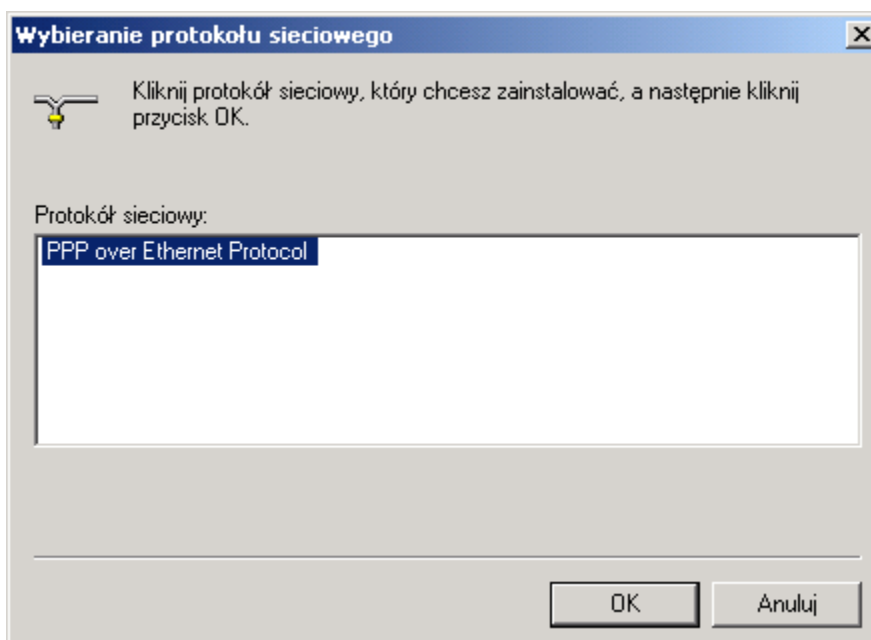 Wybieranie protokołu sieciowego
Kliknij protokół sieciowy, który chcesz zainstalować, a następnie kliknij
przycisk OK.
Protokół sieciowy:
PPP over Ethernet Protocol
OK
Anuluj